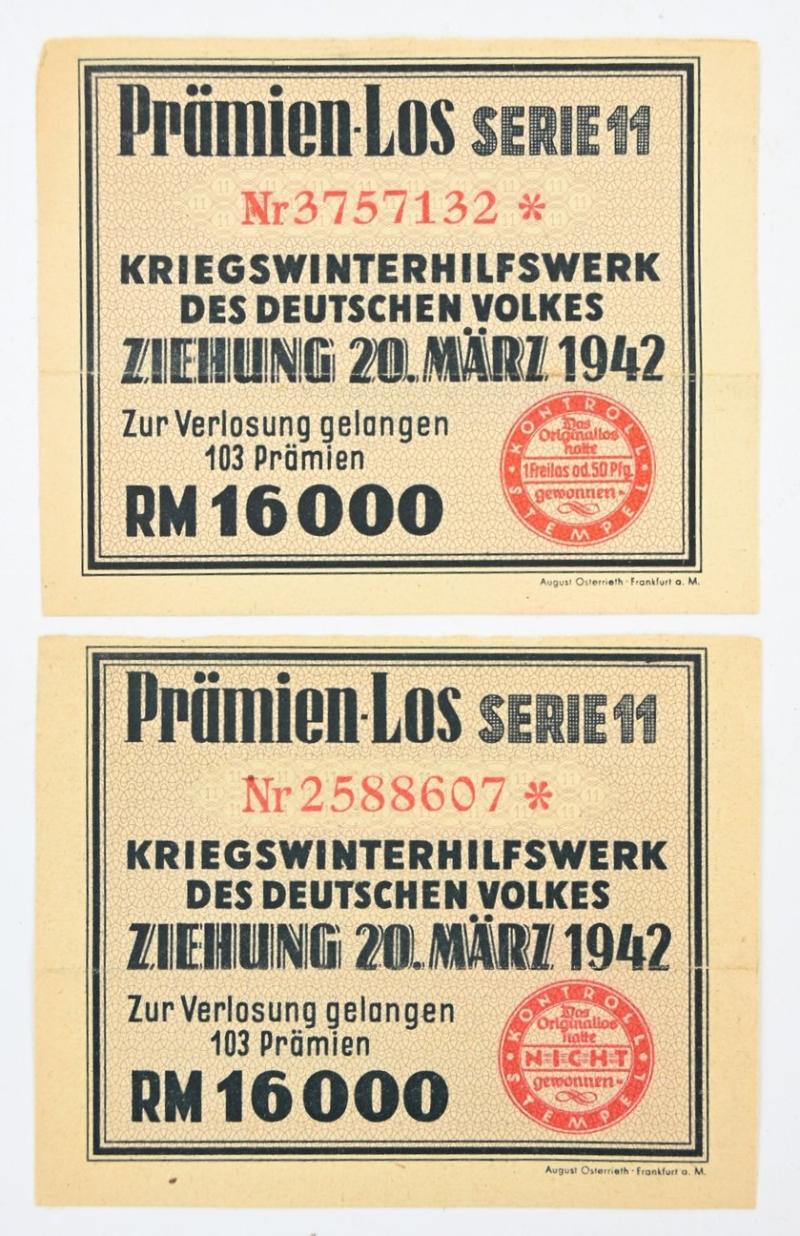 Prämien-Los SERIE 11
Nr 3757132 *
KRIEGSWINTERHILFSWERK
DES DEUTSCHEN VOLKES
ZIEHUNG 20. MÄRZ 1942
Zur Verlosung gelangen
103 Prämien
RM 16000
KONTROLL
Das
Originallos
hatte
1 Freilos od. 50 Pfg.
gewonnen
STEMPEL
August Osterrieth · Frankfurt a. M.
Prämien-Los SERIE 11
Nr 2588607 *
KRIEGSWINTERHILFSWERK
DES DEUTSCHEN VOLKES
ZIEHUNG 20. MÄRZ 1942
Zur Verlosung gelangen
103 Prämien
RM 16000
KONTROLL
Das
Originallos
hatte
N·I·C·H·T
gewonnen
STEMPEL
August Osterrieth · Frankfurt a. M.